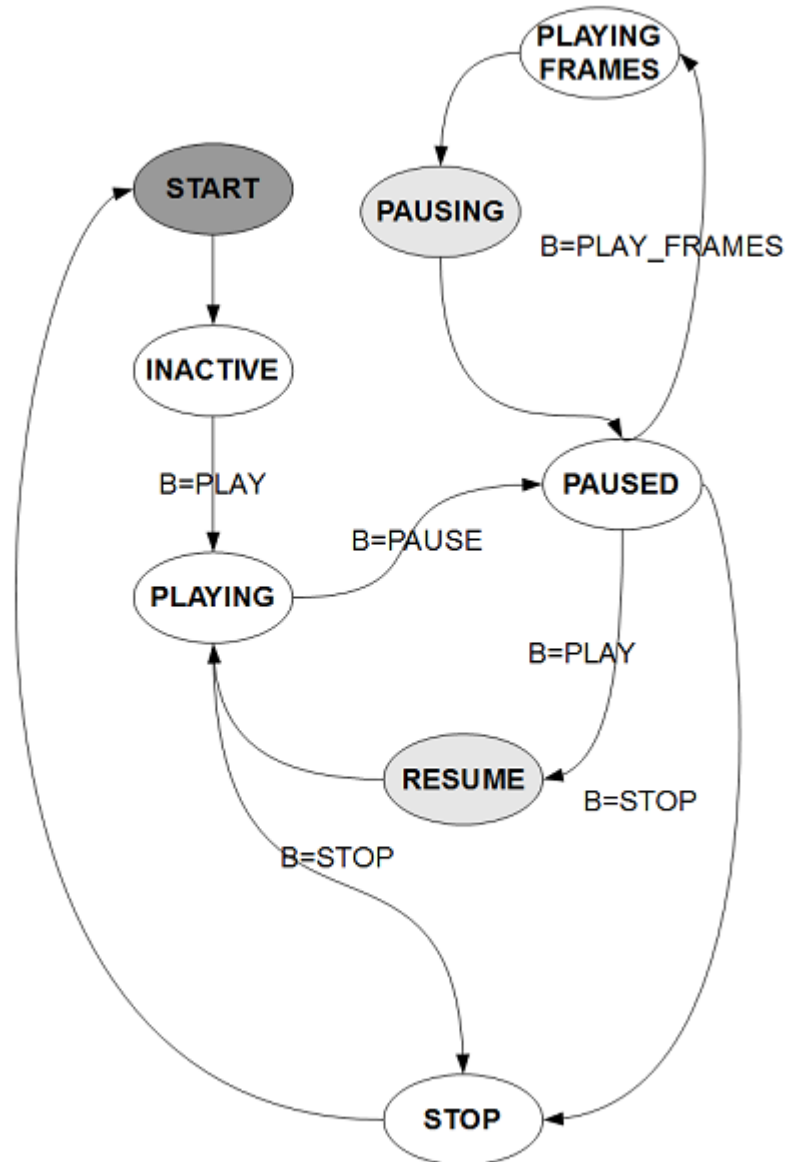 PLAYING
FRAMES
START
PAUSING
B=PLAY_FRAMES
INACTIVE
B=PLAY
PAUSED
B=PAUSE
PLAYING
B=PLAY
RESUME
B=STOP
B=STOP
STOP